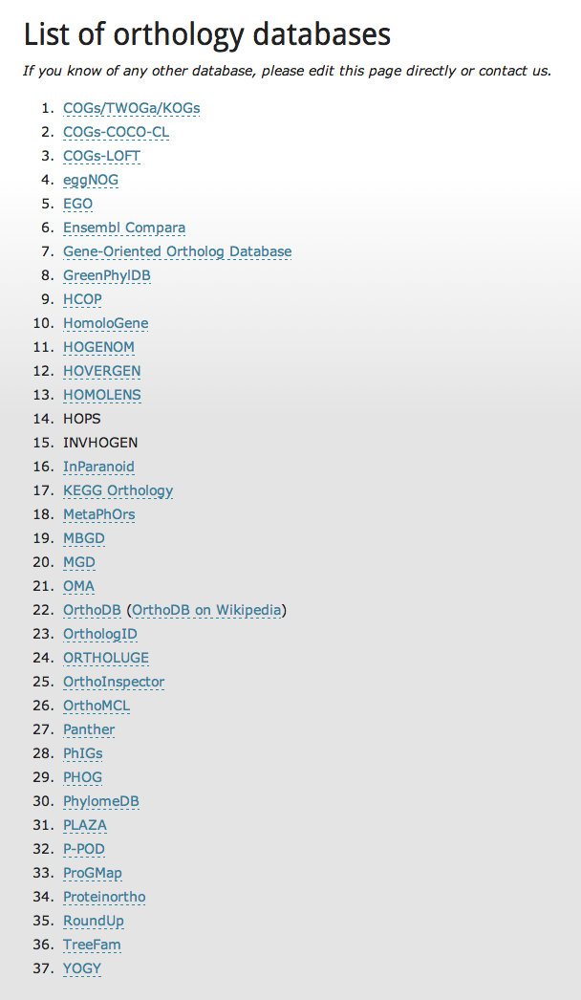 List of orthology databases
If you know of any other database, please edit this page directly or contact us.
1. COGs/TWOGa/KOGs
2. COGs-COCO-CL
3. COGs-LOFT
4. eggNOG
5. EGO
6. Ensembl Compara
7. Gene-Oriented Ortholog Database
8. GreenPhylDB
9. HCOP
10. HomoloGene
11. HOGENOM
12. HOVERGEN
13. HOMOLENS
14. HOPS
15. INVHOGEN
16. InParanoid
17. KEGG Orthology
18. MetaPhOrs
19. MBGD
20. MGD
21. OMA
22. OrthoDB (OrthoDB on Wikipedia)
23. OrthologID
24. ORTHOLUGE
25. OrthoInspector
26. OrthoMCL
27. Panther
28. PhIGs
29. PHOG
30. PhylomeDB
31. PLAZA
32. P-POD
33. ProGMap
34. Proteinortho
35. RoundUp
36. TreeFam
37. YOGY